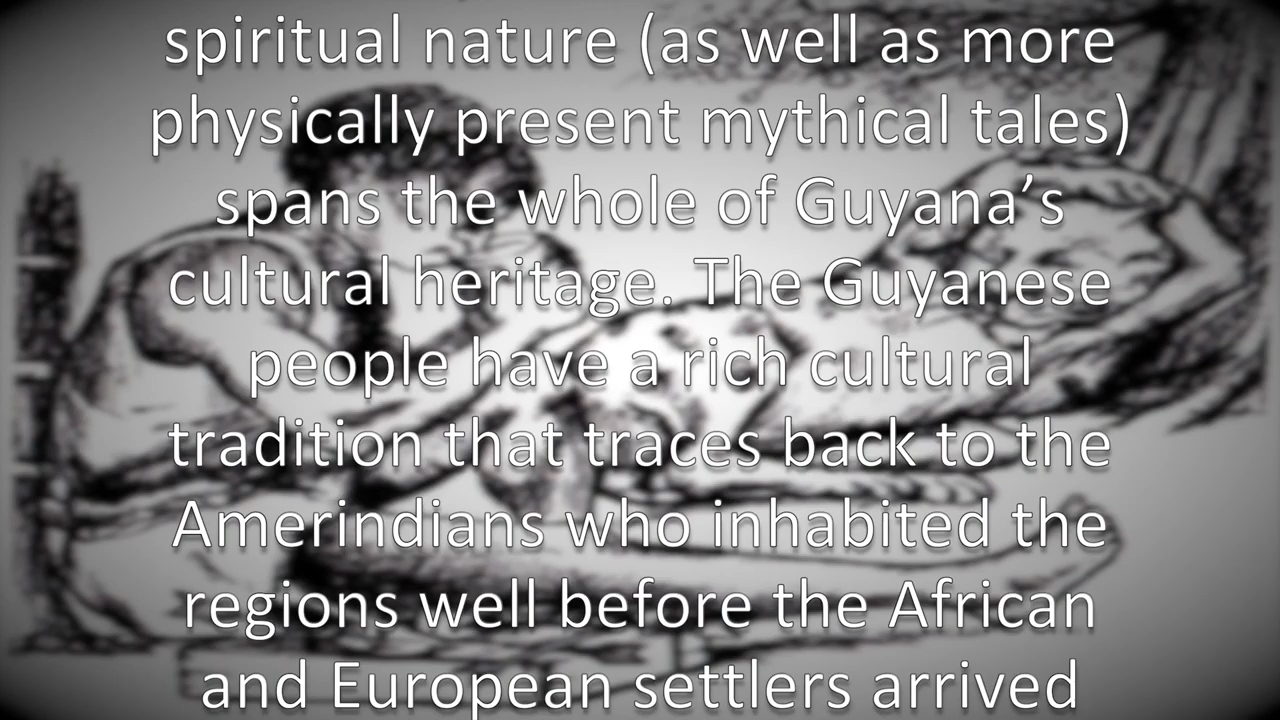 spiritual nature (as well as more
physically present mythical tales)
spans the whole of Guyana’s
cultural heritage. The Guyanese
people have a rich cultural
tradition that traces back to the
Amerindians who inhabited the
regions well before the African
and European settlers arrived